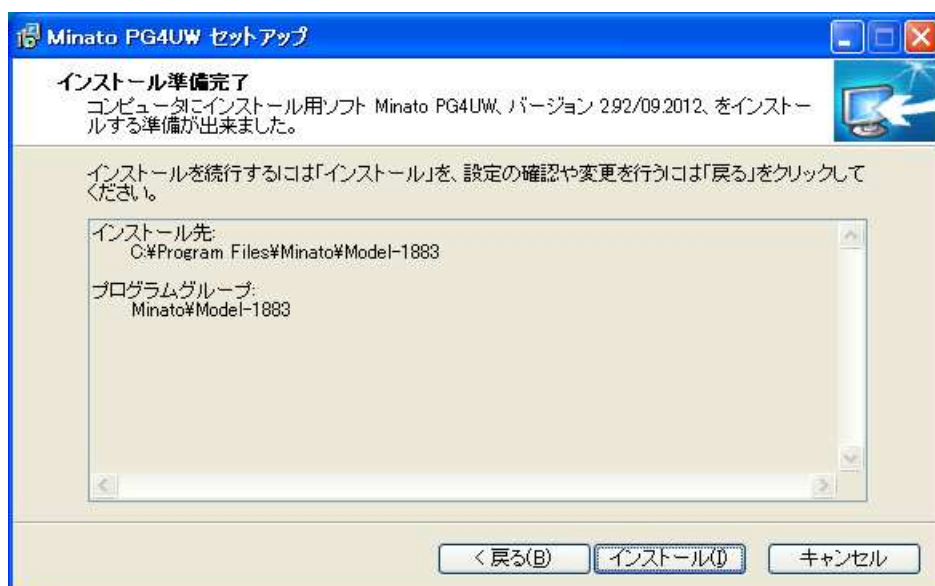 Minato PG4UW セットアップ
インストール準備完了
コンピュータにインストール用ソフト Minato PG4UW、バージョン 2.92/09.2012、をインストー
ルする準備が出来ました。
インストールを続行するには「インストール」を、設定の確認や変更を行うには「戻る」をクリックして
ください。
インストール先:
C:¥Program Files¥Minato¥Model-1883
プログラムグループ:
Minato¥Model-1883
< 戻る(B)
インストール(I)
キャンセル